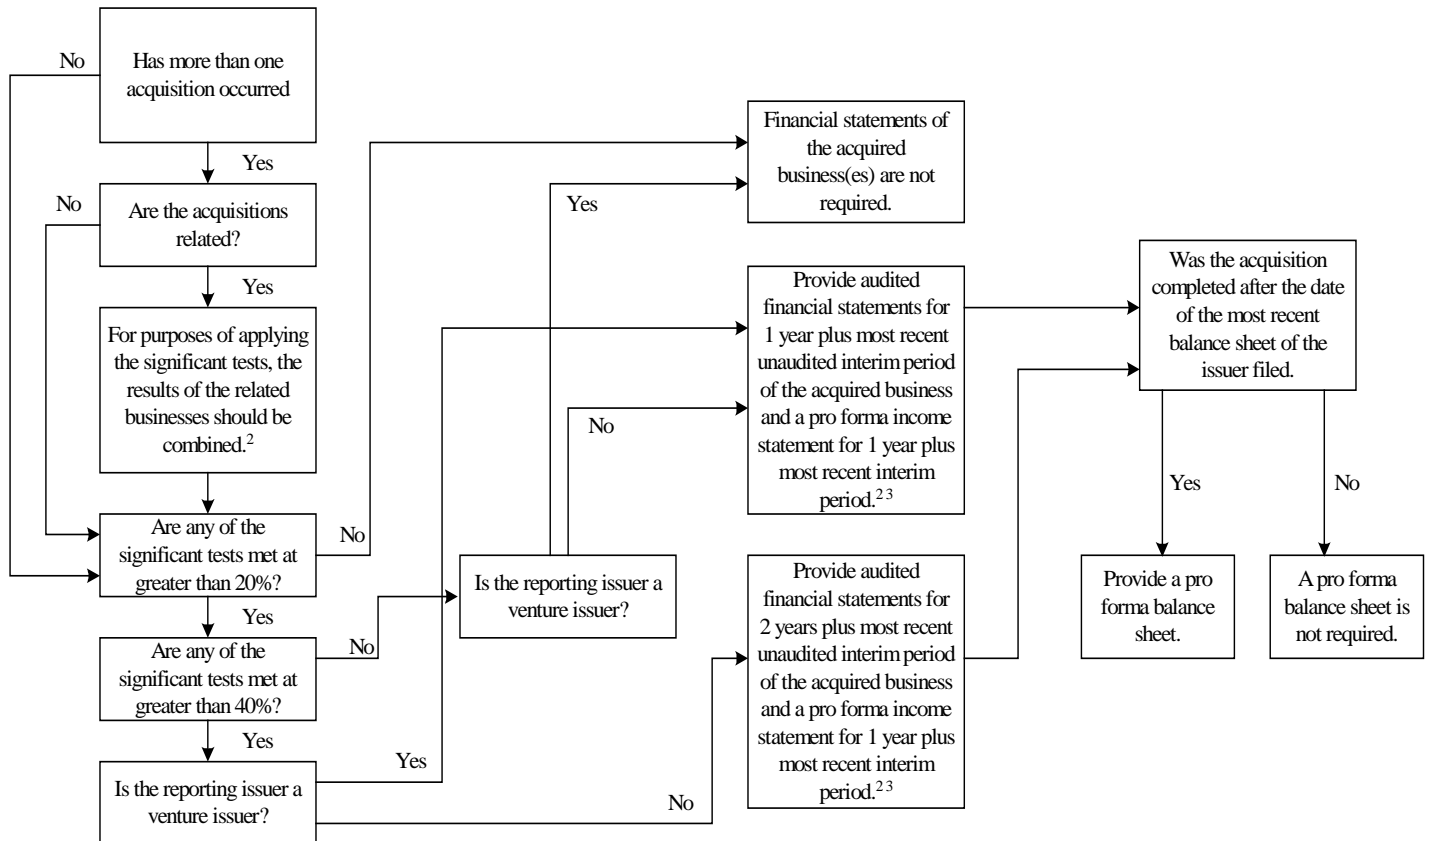 No
Has more than one
acquisition occurred
Yes
No
Are the acquisitions
related?
Yes
For purposes of applying
the significant tests, the
results of the related
businesses should be
combined.2
Are any of the
significant tests met at
greater than 20%?
No
Yes
Are any of the
significant tests met at
greater than 40%?
No
Yes
Is the reporting issuer a
venture issuer?
Yes
No
Is the reporting issuer a
venture issuer?
Yes
No
Financial statements of
the acquired
business(es) are not
required.
Provide audited
financial statements for
1 year plus most recent
unaudited interim period
of the acquired business
and a pro forma income
statement for 1 year plus
most recent interim
period.2 3
Provide audited
financial statements for
2 years plus most recent
unaudited interim period
of the acquired business
and a pro forma income
statement for 1 year plus
most recent interim
period.2 3
Was the acquisition
completed after the date
of the most recent
balance sheet of the
issuer filed.
Yes
No
Provide a pro
forma balance
sheet.
A pro forma
balance sheet is
not required.